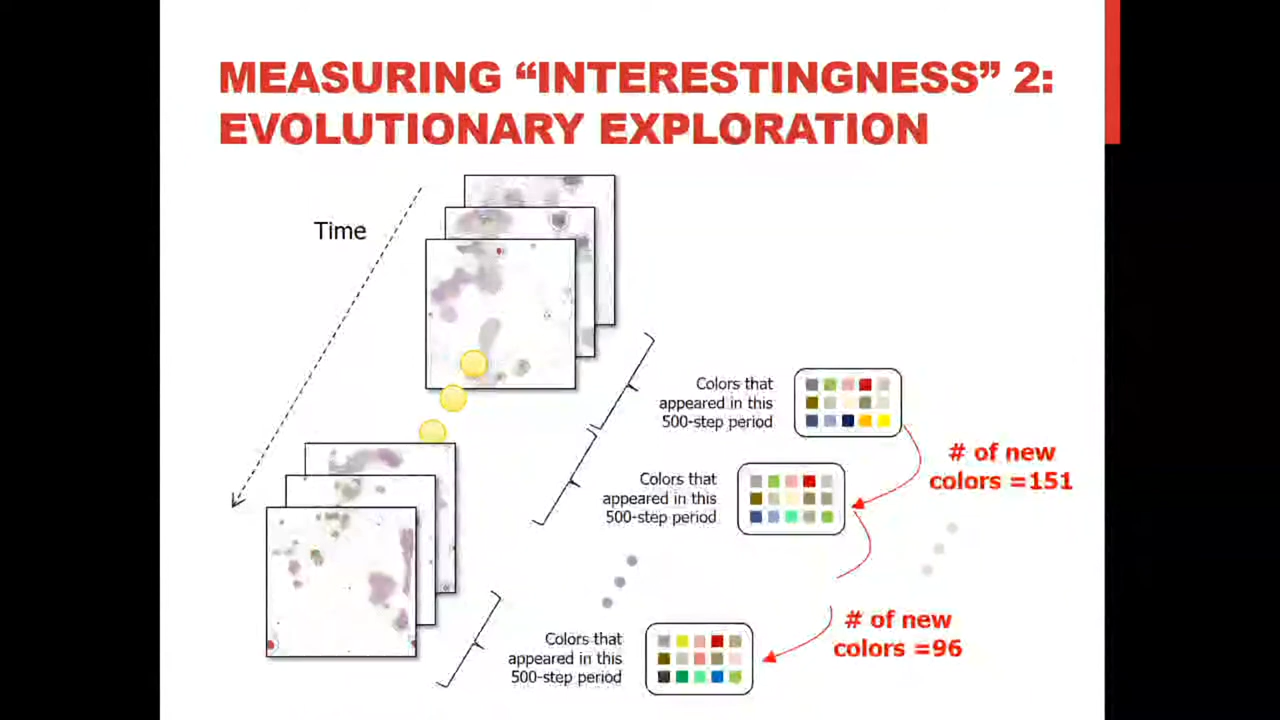 MEASURING “INTERESTINGNESS” 2:
EVOLUTIONARY EXPLORATION
Time
Colors that
appeared in this
500-step period
# of new
colors =151
Colors that
appeared in this
500-step period
# of new
colors =96
Colors that
appeared in this
500-step period